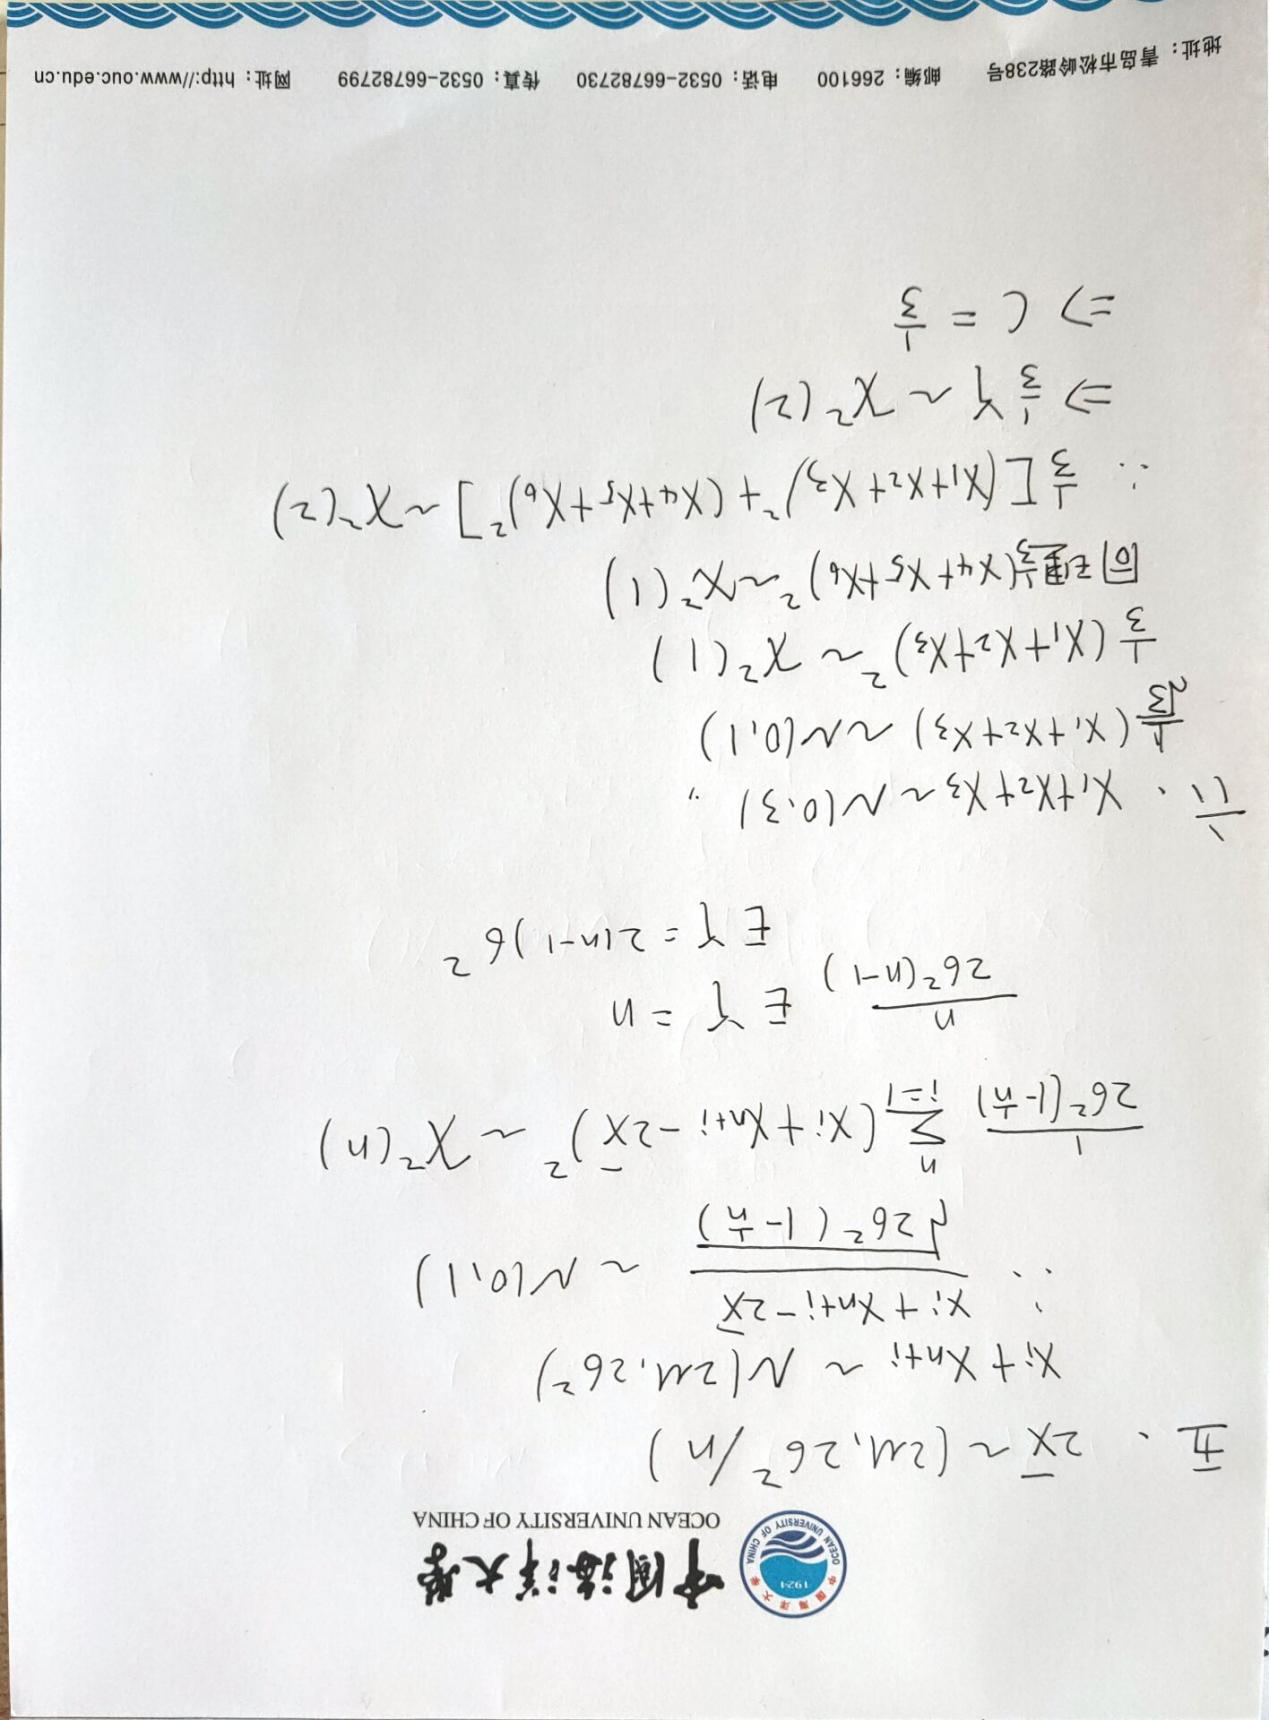 中国海洋大学
OCEAN UNIVERSITY OF CHINA
五. 2X̄ ~ (2μ, 2σ²/n)
Xi + Xn+i ~ N(2μ, 2σ²)
∴ (Xi + Xn+i - 2X̄) / √(2σ²(1 - 1/n)) ~ N(0,1)
1/(2σ²(1 - 1/n)) Σ_{i=1}^{n} (Xi + Xn+i - 2X̄)² ~ χ²(n)
n/(2σ²(n-1)) EY = n
EY = 2(n-1)σ²
六. X1+X2+X3 ~ N(0,3)
1/√3 (X1+X2+X3) ~ N(0,1)
1/3 (X1+X2+X3)² ~ χ²(1)
同理 1/3 (X4+X5+X6)² ~ χ²(1)
∴ 1/3 [(X1+X2+X3)² + (X4+X5+X6)²] ~ χ²(2)
⇒ 1/3 Y ~ χ²(2)
⇒ C = 1/3
地址：青岛市松岭路238号 邮编：266100 电话：0532-66782730 传真：0532-66782799 网址：http://www.ouc.edu.cn